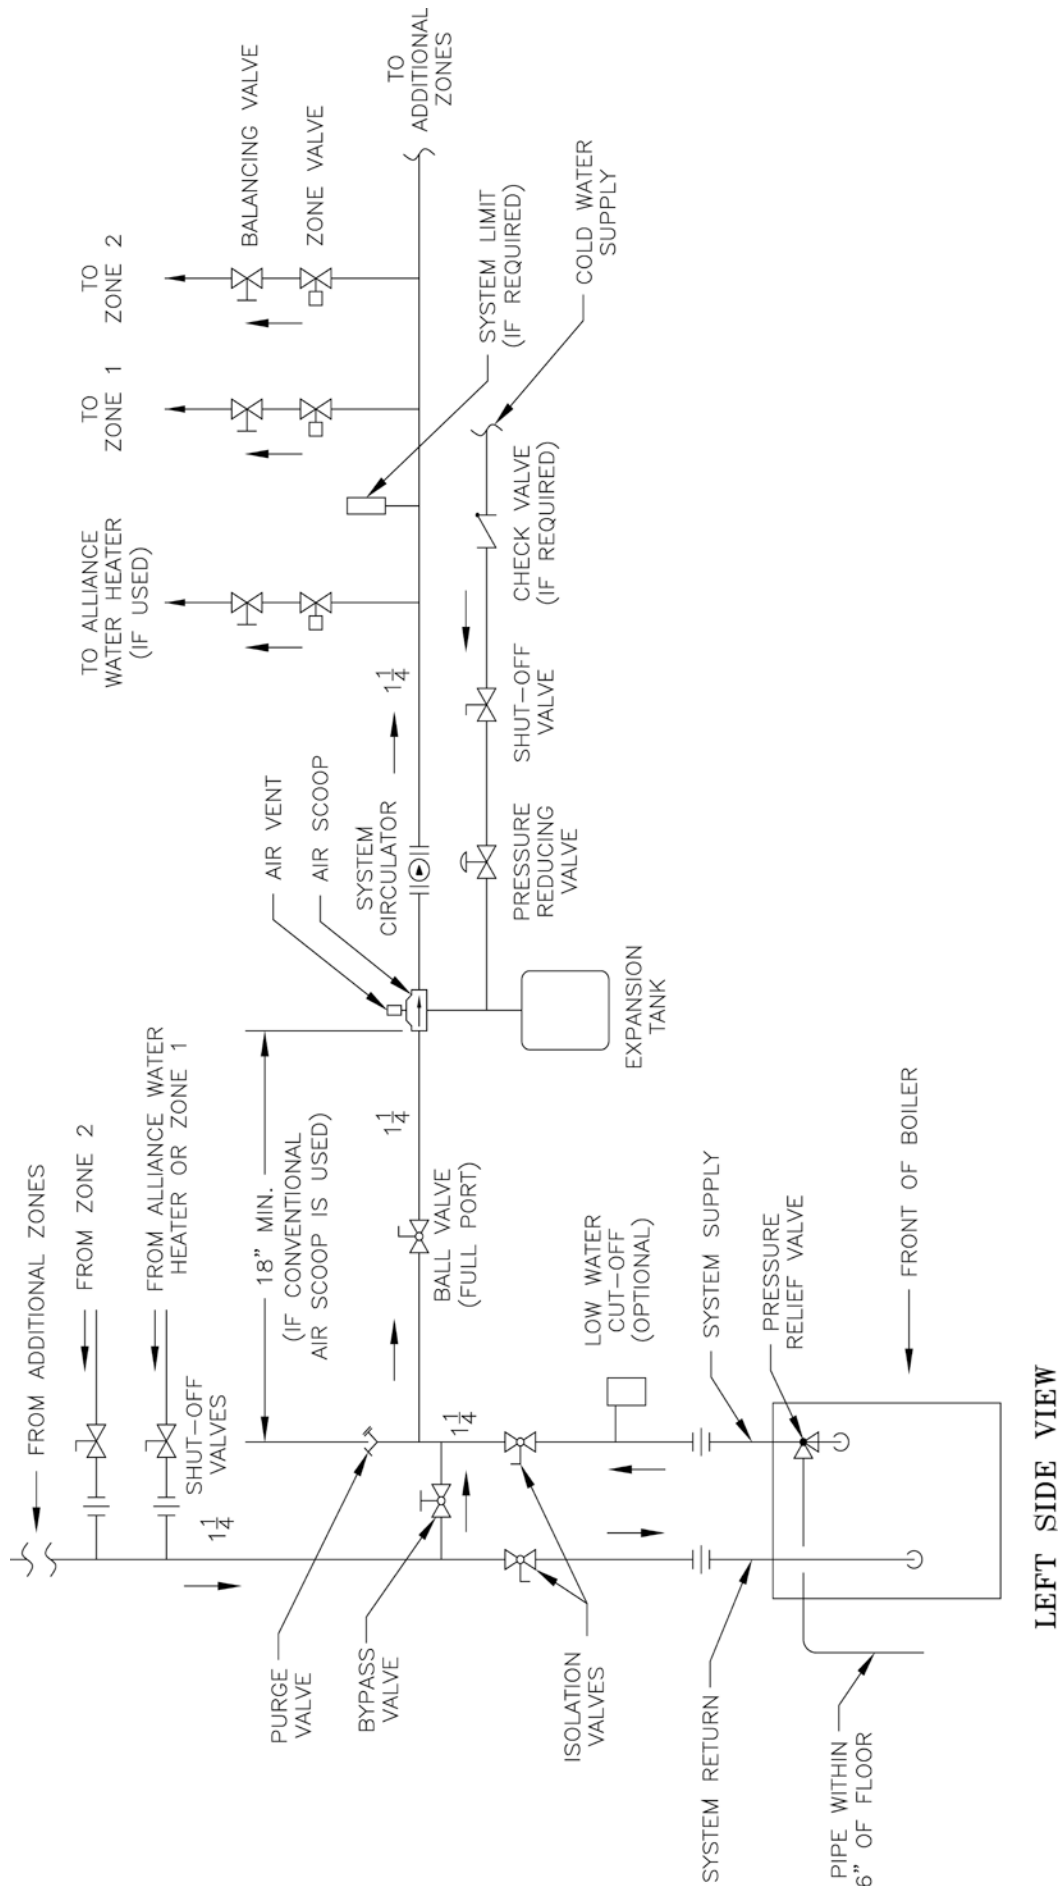 FROM ADDITIONAL ZONES
FROM ZONE 2
FROM ALLIANCE WATER
HEATER OR ZONE 1
SHUT-OFF
VALVES
1 1/4
TO ALLIANCE
WATER HEATER
(IF USED)
TO
ZONE 1
TO
ZONE 2
BALANCING VALVE
ZONE VALVE
18" MIN.
(IF CONVENTIONAL
AIR SCOOP IS USED)
AIR VENT
AIR SCOOP
SYSTEM
CIRCULATOR
1 1/4
TO
ADDITIONAL
ZONES
SYSTEM LIMIT
(IF REQUIRED)
COLD WATER
SUPPLY
PURGE
VALVE
BYPASS
VALVE
1 1/4
1 1/4
BALL VALVE
(FULL PORT)
PRESSURE
REDUCING
VALVE
SHUT-OFF
VALVE
CHECK VALVE
(IF REQUIRED)
EXPANSION
TANK
ISOLATION
VALVES
LOW WATER
CUT-OFF
(OPTIONAL)
SYSTEM RETURN
SYSTEM SUPPLY
PRESSURE
RELIEF VALVE
PIPE WITHIN
6" OF FLOOR
FRONT OF BOILER
LEFT SIDE VIEW